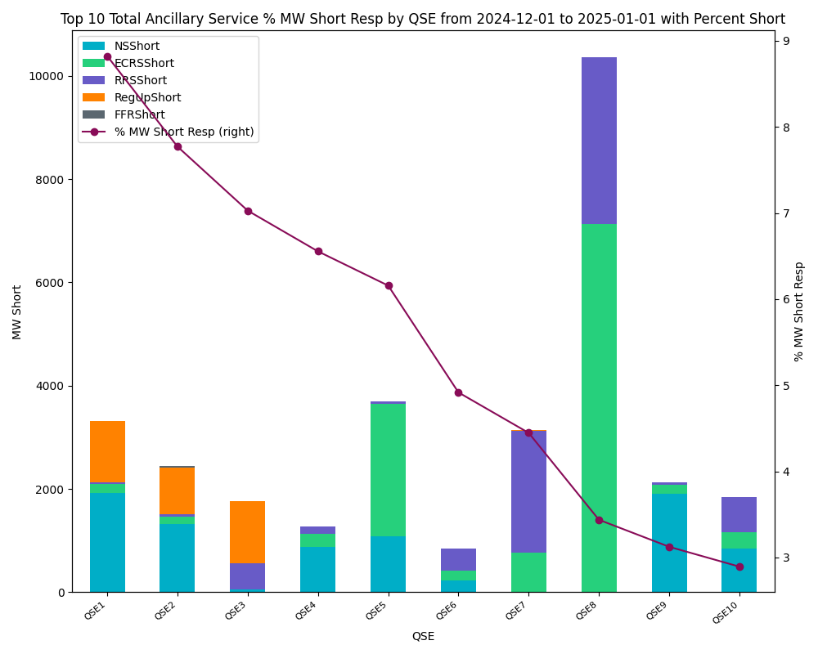 Top 10 Total Ancillary Service % MW Short Resp by QSE from 2024-12-01 to 2025-01-01 with Percent Short
NSShort
ECRSShort
RRSShort
RegUpShort
FFRShort
% MW Short Resp (right)
MW Short
10000
8000
6000
4000
2000
0
9
8
7
6
5
4
3
% MW Short Resp
QSE1
QSE2
QSE3
QSE4
QSE5
QSE6
QSE7
QSE8
QSE9
QSE10
QSE